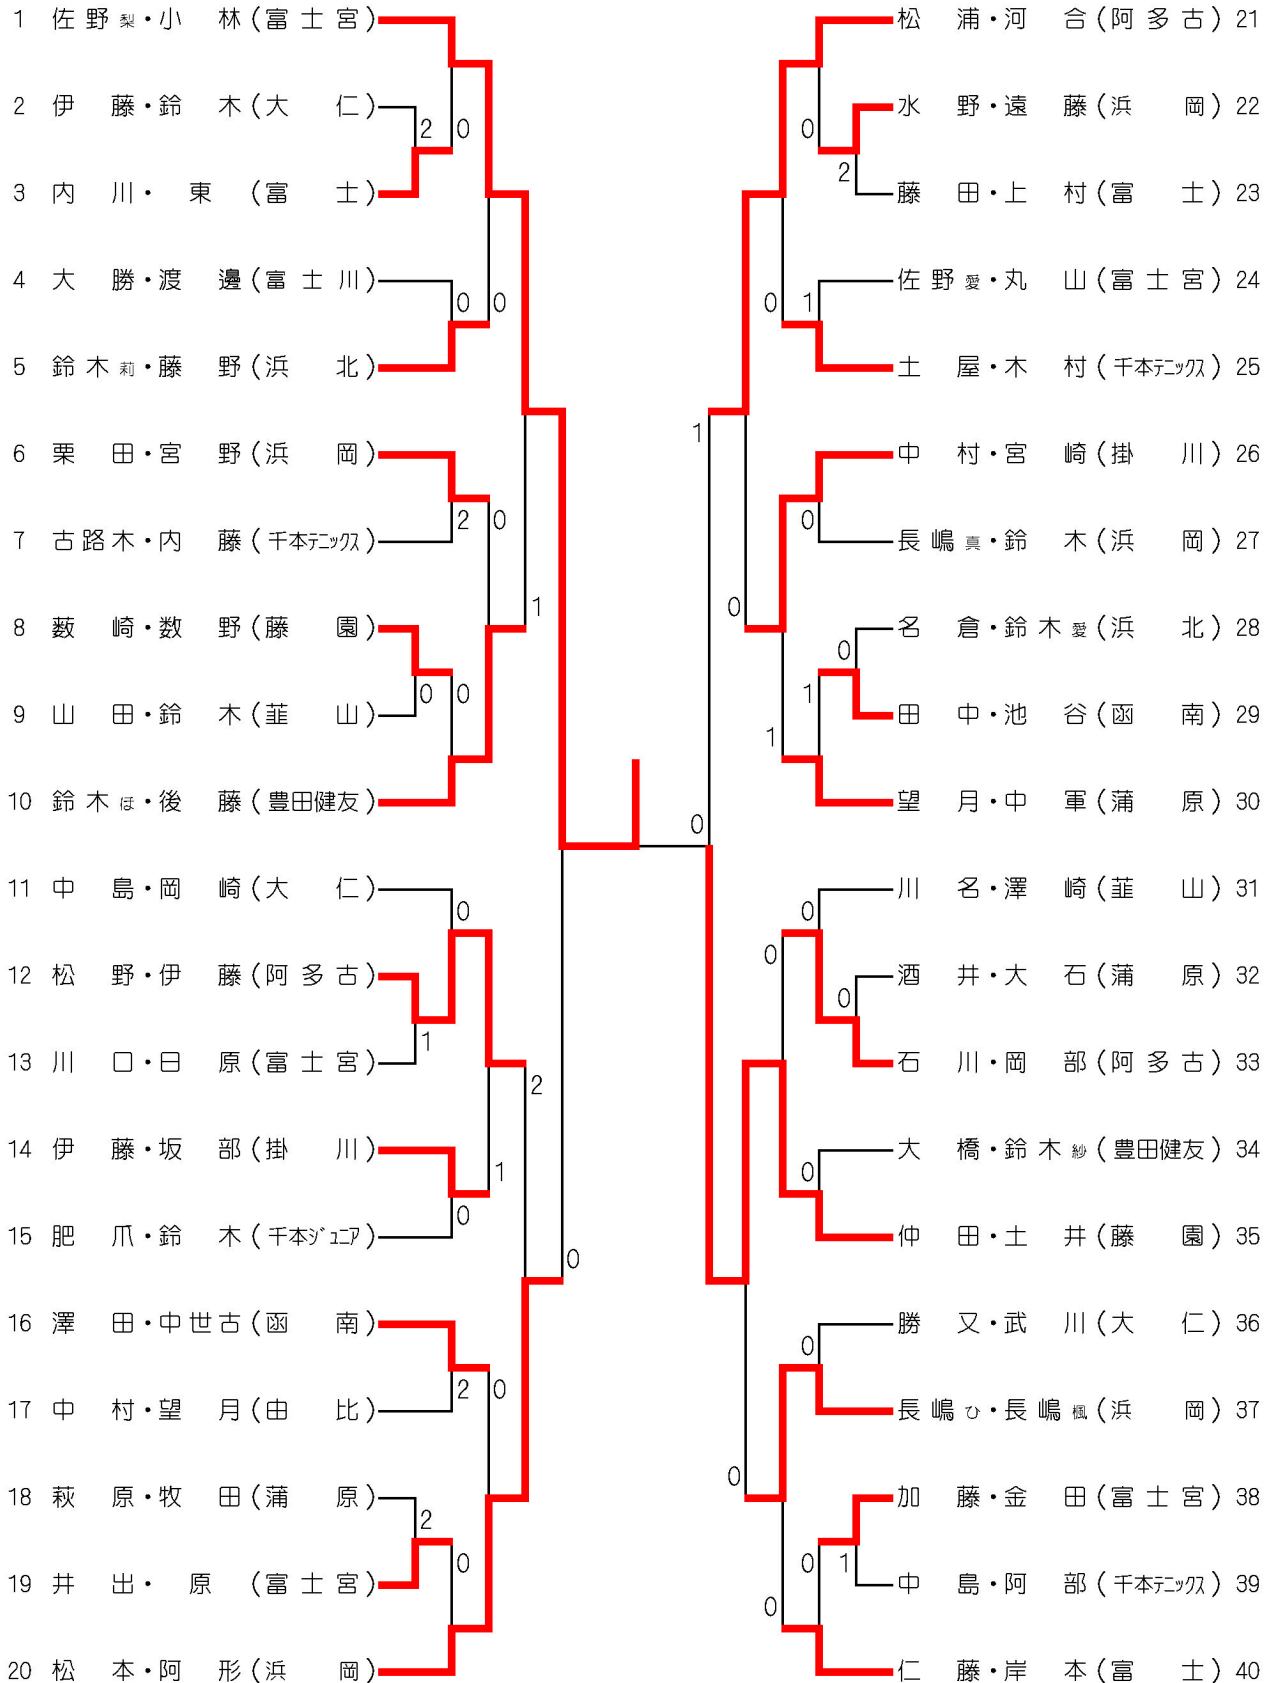 1 佐野梨・小林(富士宮)
2 伊藤・鈴木(大仁)
2 0
3 内川・東(富士)
4 大勝・渡邊(富士川)
0 0
5 鈴木莉・藤野(浜北)
6 栗田・宮野(浜岡)
2 0
7 古路木・内藤(千本テニックス)
1
8 薮崎・数野(藤園)
0 0
9 山田・鈴木(韮山)
10 鈴木ほ・後藤(豊田健友)
11 中島・岡崎(大仁)
0
12 松野・伊藤(阿多古)
1
13 川口・日原(富士宮)
2
14 伊藤・坂部(掛川)
1
0
15 肥爪・鈴木(千本ジュニア)
0
16 澤田・中世古(函南)
2 0
17 中村・望月(由比)
18 萩原・牧田(蒲原)
2
0
19 井出・原(富士宮)
20 松本・阿形(浜岡)
松浦・河合(阿多古) 21
水野・遠藤(浜岡) 22
0
2
藤田・上村(富士) 23
佐野愛・丸山(富士宮) 24
0 1
土屋・木村(千本テニックス) 25
1
中村・宮崎(掛川) 26
0
長嶋真・鈴木(浜岡) 27
0
名倉・鈴木愛(浜北) 28
0
1
田中・池谷(函南) 29
1
望月・中軍(蒲原) 30
0
川名・澤崎(韮山) 31
0
0
酒井・大石(蒲原) 32
0
石川・岡部(阿多古) 33
大橋・鈴木紗(豊田健友) 34
0
仲田・土井(藤園) 35
勝又・武川(大仁) 36
0
長嶋ひ・長嶋楓(浜岡) 37
0
加藤・金田(富士宮) 38
0 1
中島・阿部(千本テニックス) 39
0
仁藤・岸本(富士) 40